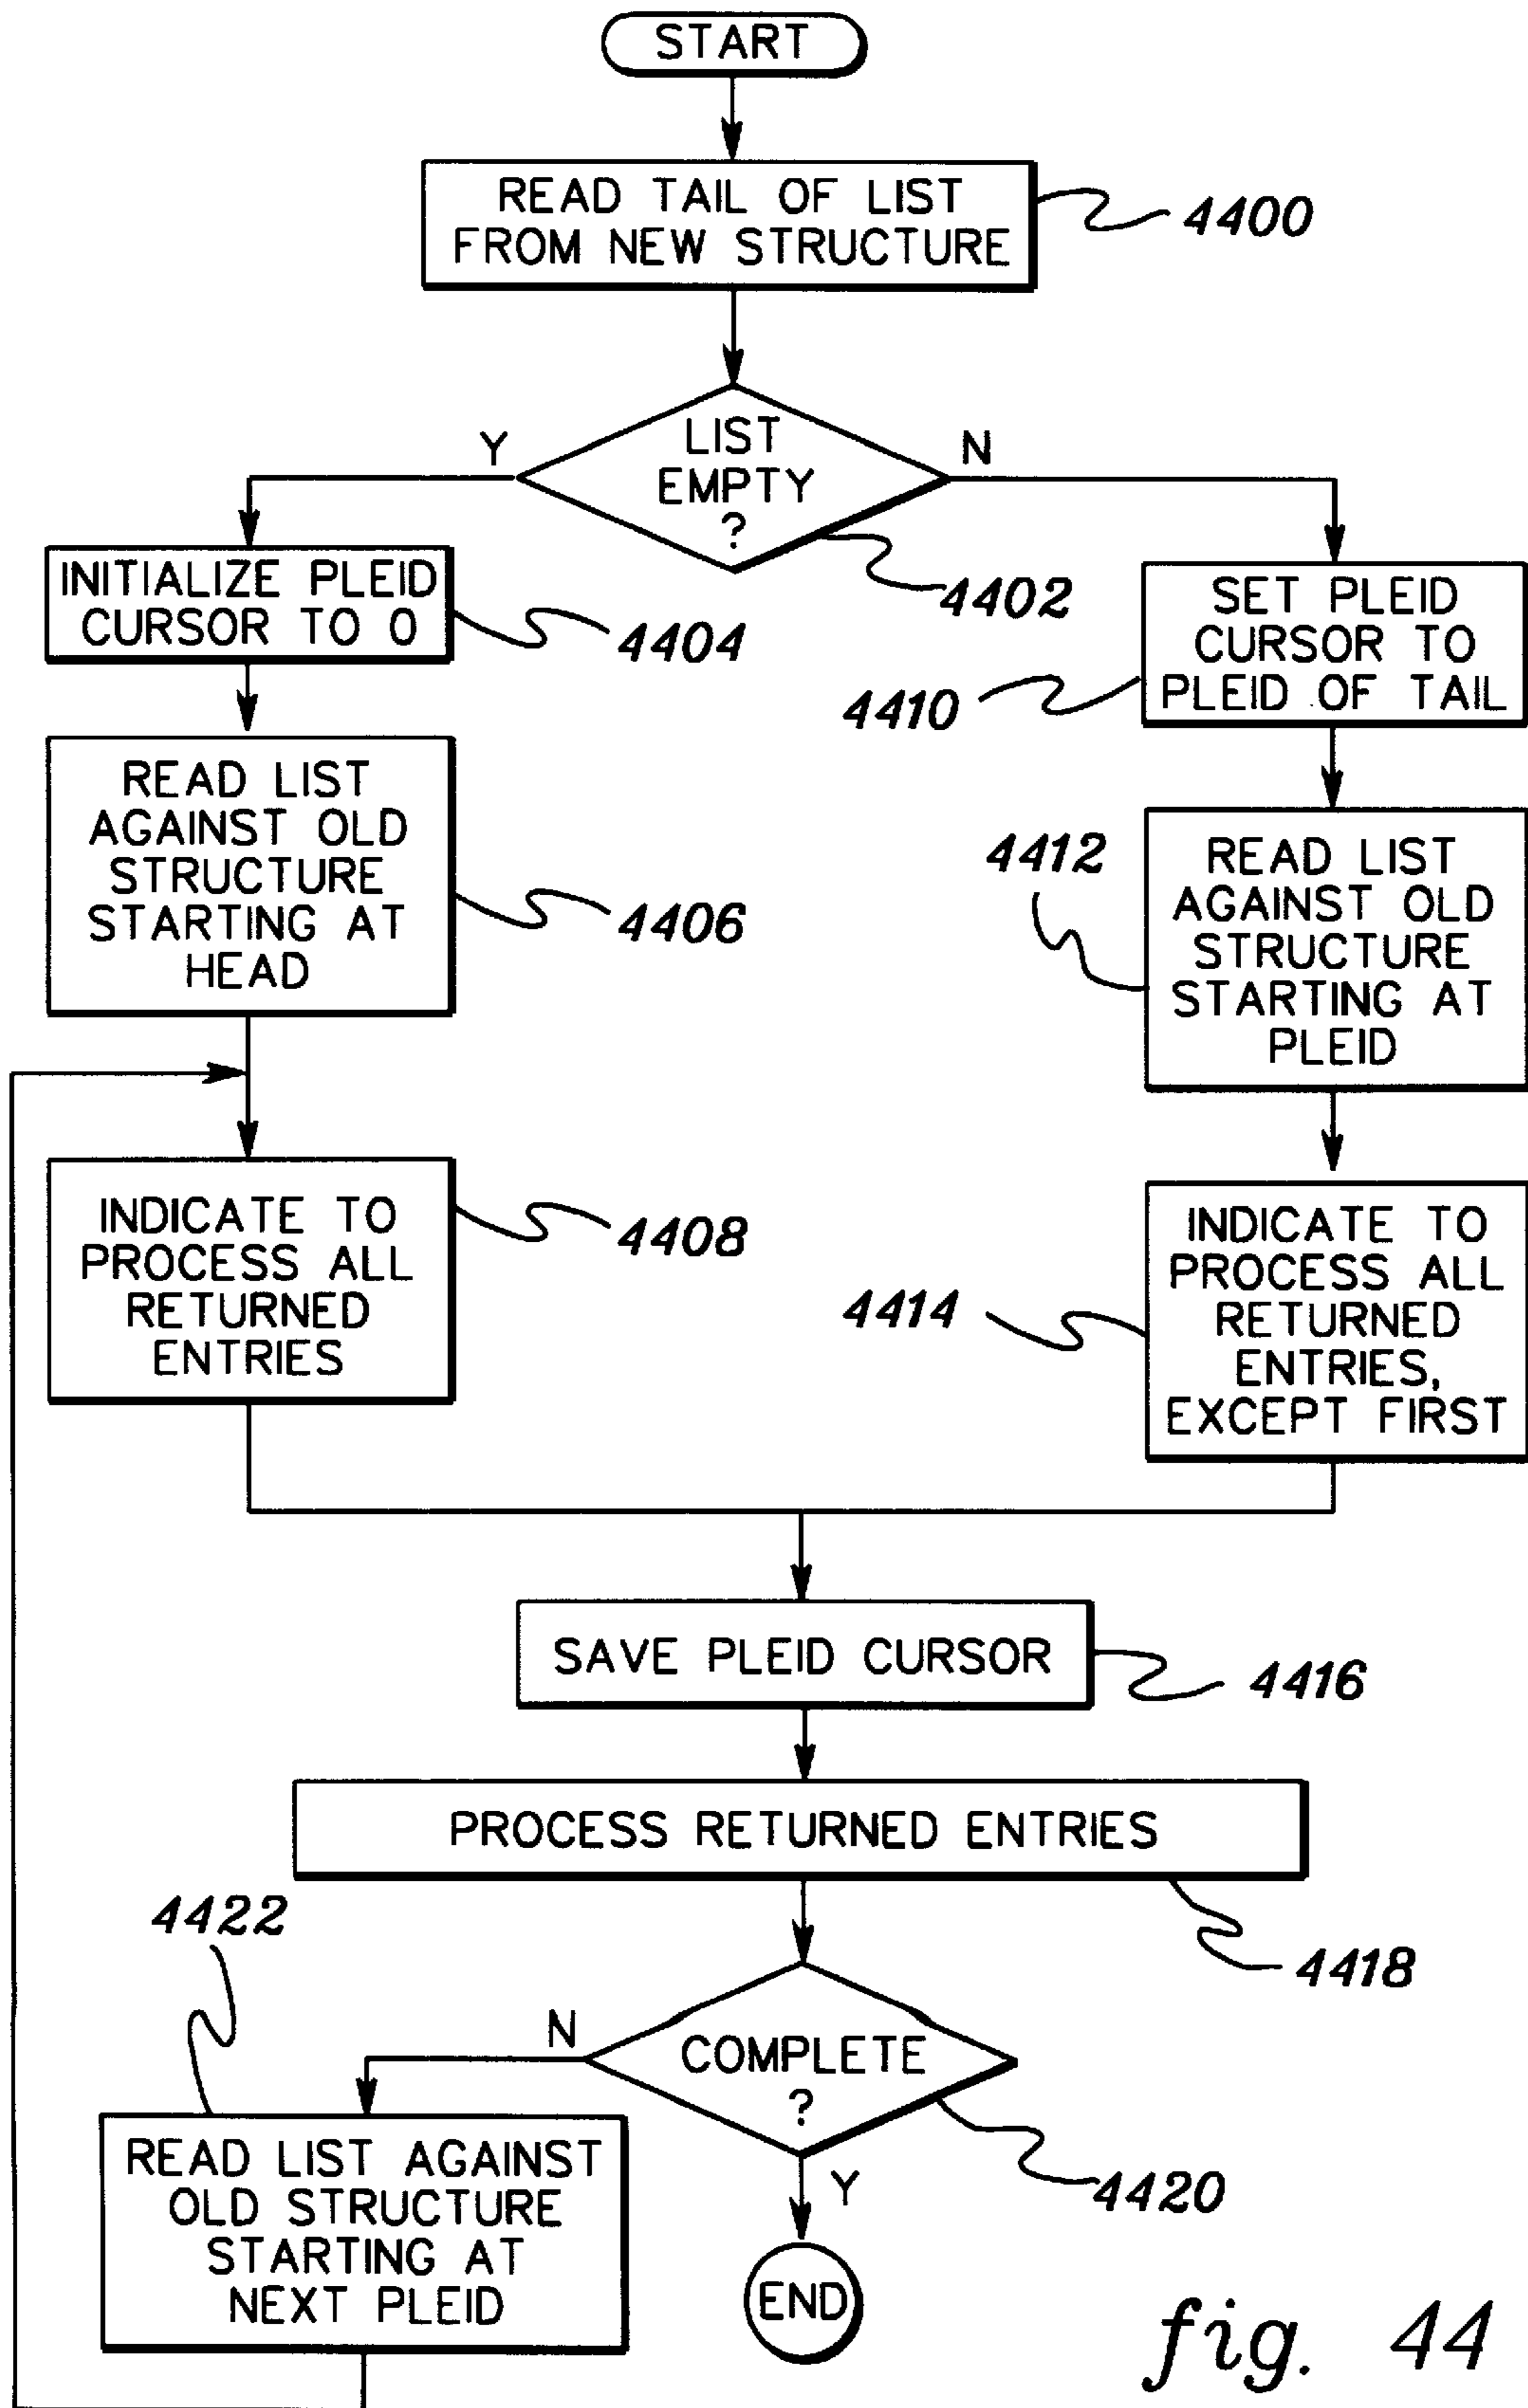 START
READ TAIL OF LIST
FROM NEW STRUCTURE
4400
LIST
EMPTY
?
Y
N
4402
INITIALIZE PLEID
CURSOR TO 0
4404
SET PLEID
CURSOR TO
PLEID OF TAIL
4410
READ LIST
AGAINST OLD
STRUCTURE
STARTING AT
HEAD
4406
READ LIST
AGAINST OLD
STRUCTURE
STARTING AT
PLEID
4412
INDICATE TO
PROCESS ALL
RETURNED
ENTRIES
4408
INDICATE TO
PROCESS ALL
RETURNED
ENTRIES,
EXCEPT FIRST
4414
SAVE PLEID CURSOR
4416
PROCESS RETURNED ENTRIES
4418
COMPLETE
?
N
Y
4420
4422
READ LIST AGAINST
OLD STRUCTURE
STARTING AT
NEXT PLEID
END
fig. 44